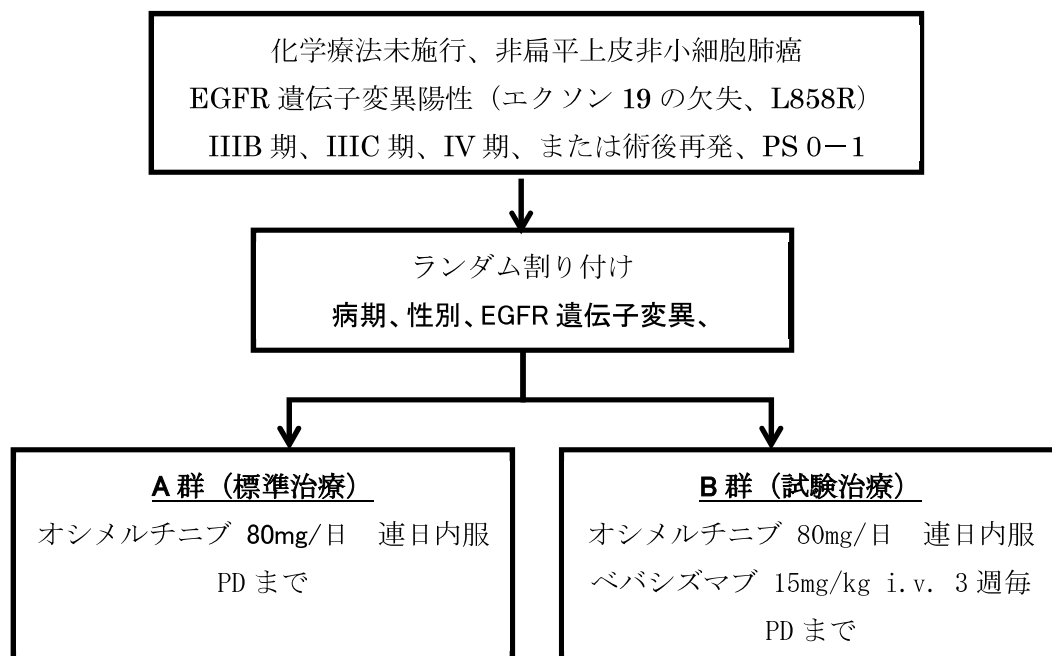 化学療法未施行、非扁平上皮非小細胞肺癌
EGFR 遺伝子変異陽性（エクソン 19 の欠失、L858R）
IIIB 期、IIIC 期、IV 期、または術後再発、PS 0－1
ランダム割り付け
病期、性別、EGFR 遺伝子変異、
A 群（標準治療）
オシメルチニブ 80mg/日　連日内服
PD まで
B 群（試験治療）
オシメルチニブ 80mg/日　連日内服
ベバシズマブ 15mg/kg i.v. 3 週毎
PD まで